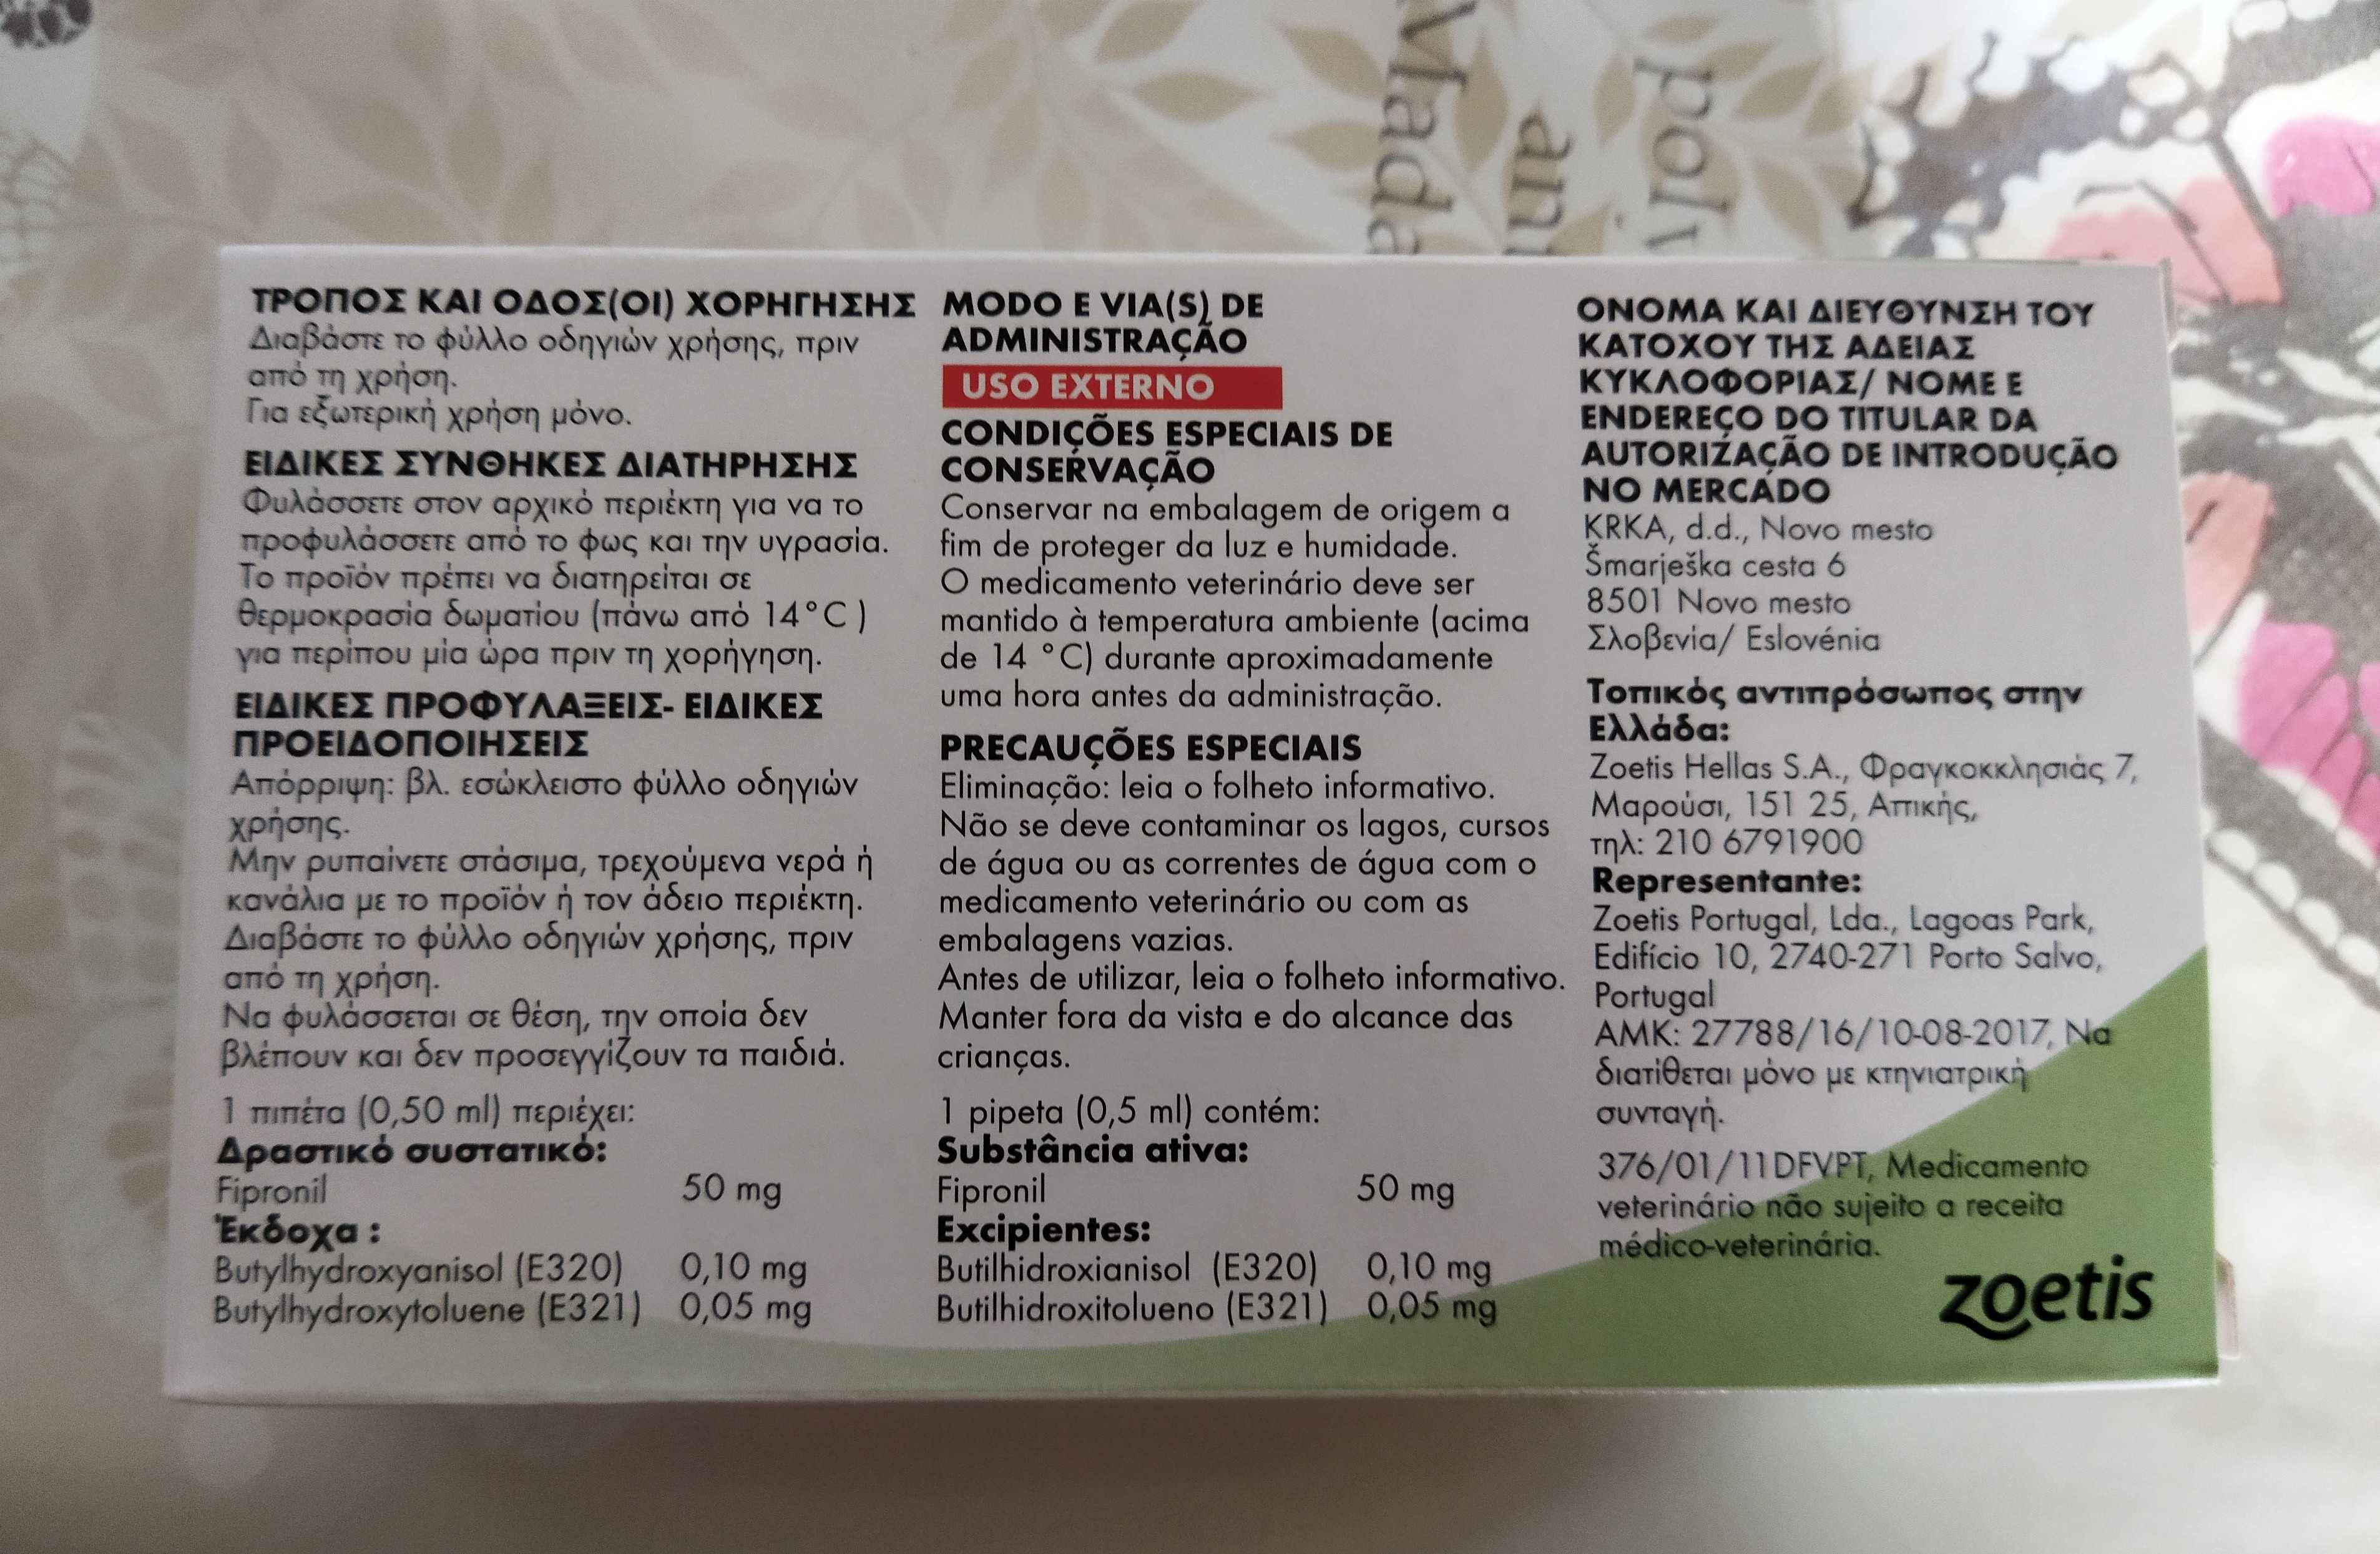 ΤΡΟΠΟΣ ΚΑΙ ΟΔΟΣ(ΟΙ) ΧΟΡΗΓΗΣΗΣ
Διαβάστε το φύλλο οδηγιών χρήσης, πριν
από τη χρήση.
Για εξωτερική χρήση μόνο.
ΕΙΔΙΚΕΣ ΣΥΝΘΗΚΕΣ ΔΙΑΤΗΡΗΣΗΣ
Φυλάσσετε στον αρχικό περιέκτη για να το
προφυλάσσετε από το φως και την υγρασία.
Το προϊόν πρέπει να διατηρείται σε
θερμοκρασία δωματίου (πάνω από 14°C )
για περίπου μία ώρα πριν τη χορήγηση.
ΕΙΔΙΚΕΣ ΠΡΟΦΥΛΑΞΕΙΣ- ΕΙΔΙΚΕΣ
ΠΡΟΕΙΔΟΠΟΙΗΣΕΙΣ
Απόρριψη: βλ. εσώκλειστο φύλλο οδηγιών
χρήσης.
Μην ρυπαίνετε στάσιμα, τρεχούμενα νερά ή
κανάλια με το προϊόν ή τον άδειο περιέκτη.
Διαβάστε το φύλλο οδηγιών χρήσης, πριν
από τη χρήση.
Να φυλάσσεται σε θέση, την οποία δεν
βλέπουν και δεν προσεγγίζουν τα παιδιά.
1 πιπέτα (0,50 ml) περιέχει:
Δραστικό συστατικό:
Fipronil 50 mg
Έκδοχα :
Butylhydroxyanisol (E320) 0,10 mg
Butylhydroxytoluene (E321) 0,05 mg
MODO E VIA(S) DE
ADMINISTRAÇÃO
USO EXTERNO
CONDIÇÕES ESPECIAIS DE
CONSERVAÇÃO
Conservar na embalagem de origem a
fim de proteger da luz e humidade.
O medicamento veterinário deve ser
mantido à temperatura ambiente (acima
de 14 °C) durante aproximadamente
uma hora antes da administração.
PRECAUÇÕES ESPECIAIS
Eliminação: leia o folheto informativo.
Não se deve contaminar os lagos, cursos
de água ou as correntes de água com o
medicamento veterinário ou com as
embalagens vazias.
Antes de utilizar, leia o folheto informativo.
Manter fora da vista e do alcance das
crianças.
1 pipeta (0,5 ml) contém:
Substância ativa:
Fipronil 50 mg
Excipientes:
Butilhidroxianisol (E320) 0,10 mg
Butilhidroxitolueno (E321) 0,05 mg
ΟΝΟΜΑ ΚΑΙ ΔΙΕΥΘΥΝΣΗ ΤΟΥ
ΚΑΤΟΧΟΥ ΤΗΣ ΑΔΕΙΑΣ
ΚΥΚΛΟΦΟΡΙΑΣ/ NOME E
ENDEREÇO DO TITULAR DA
AUTORIZAÇÃO DE INTRODUÇÃO
NO MERCADO
KRKA, d.d., Novo mesto
Šmarješka cesta 6
8501 Novo mesto
Σλοβενία/ Eslovénia
Τοπικός αντιπρόσωπος στην
Ελλάδα:
Zoetis Hellas S.A., Φραγκοκκλησιάς 7,
Μαρούσι, 151 25, Αττικής,
τηλ: 210 6791900
Representante:
Zoetis Portugal, Lda., Lagoas Park,
Edifício 10, 2740-271 Porto Salvo,
Portugal
AMK: 27788/16/10-08-2017, Να
διατίθεται μόνο με κτηνιατρική
συνταγή.
376/01/11DFVPT, Medicamento
veterinário não sujeito a receita
médico-veterinária.
zoetis